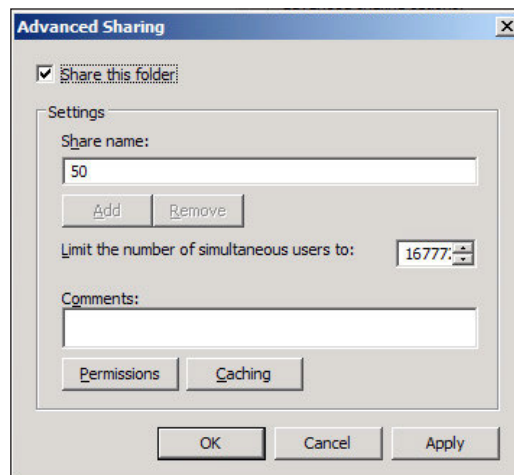 Advanced Sharing
Share this folder
Settings
Share name:
50
Add Remove
Limit the number of simultaneous users to: 16777
Comments:
Permissions Caching
OK Cancel Apply